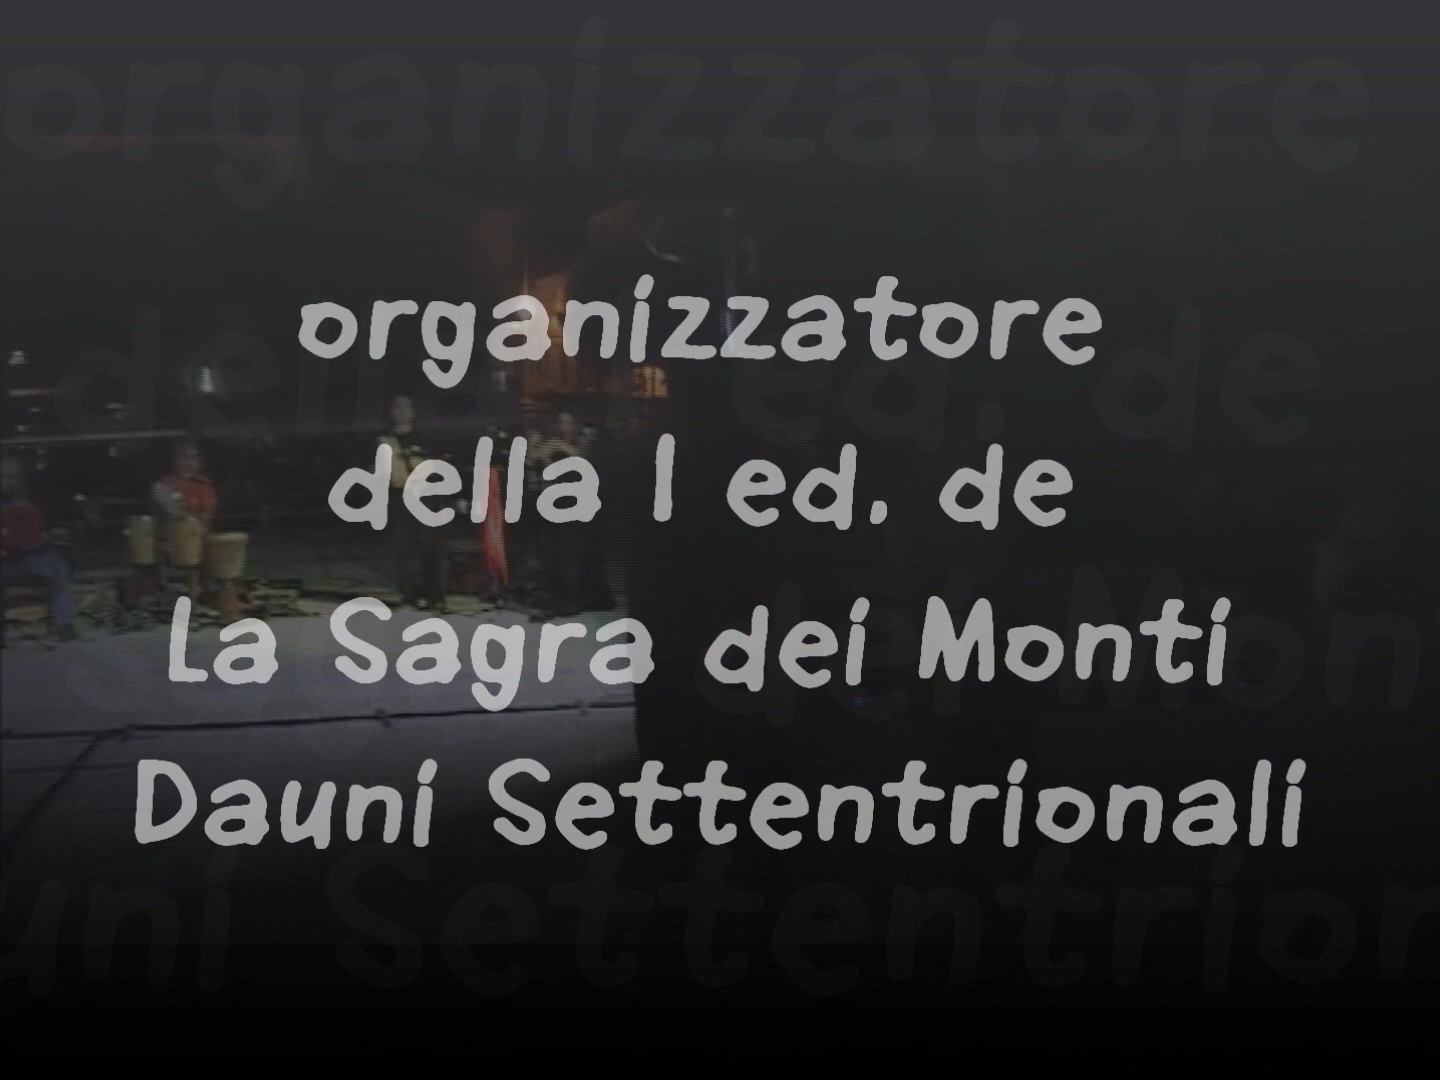 organizzatore
della I ed. de
La Sagra dei Monti
Dauni Settentrionali